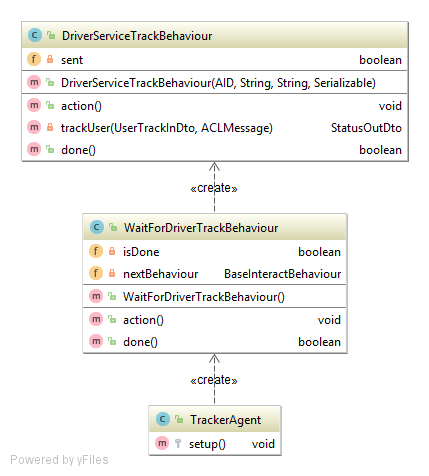 C DriverServiceTrackBehaviour
f sent boolean
m DriverServiceTrackBehaviour(AID, String, String, Serializable)
m action() void
m trackUser(UserTrackInDto, ACLMessage) StatusOutDto
m done() boolean
«create»
C WaitForDriverTrackBehaviour
f isDone boolean
f nextBehaviour BaseInteractBehaviour
m WaitForDriverTrackBehaviour()
m action() void
m done() boolean
«create»
C TrackerAgent
m setup() void
Powered by yFiles